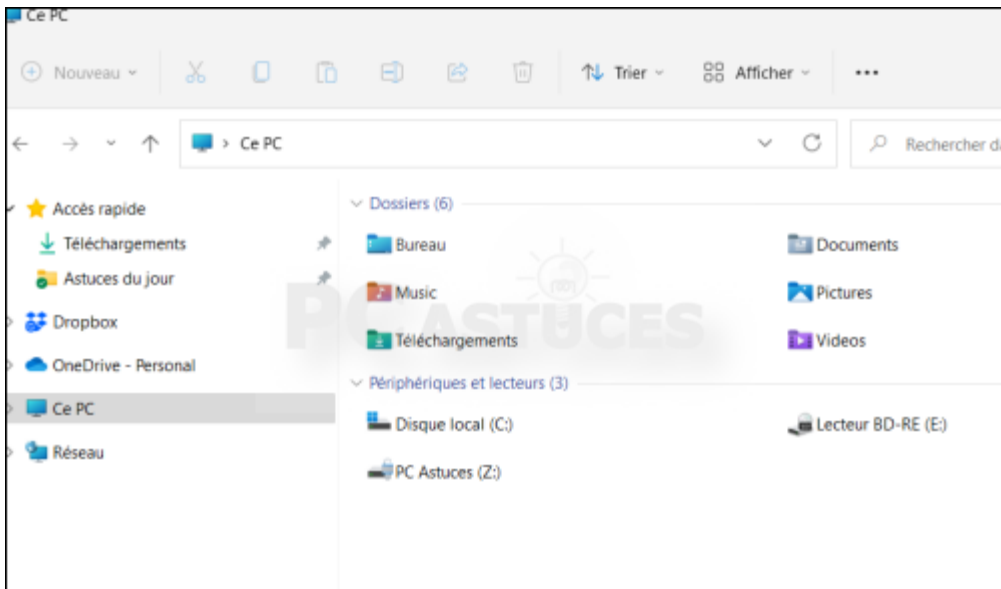 Ce PC
Nouveau
Trier
Afficher
Ce PC
Rechercher da
Accès rapide
Téléchargements
Astuces du jour
Dropbox
OneDrive - Personal
Ce PC
Réseau
Dossiers (6)
Bureau
Documents
Music
Pictures
Téléchargements
Videos
Périphériques et lecteurs (3)
Disque local (C:)
Lecteur BD-RE (E:)
PC Astuces (Z:)
PC ASTUCES